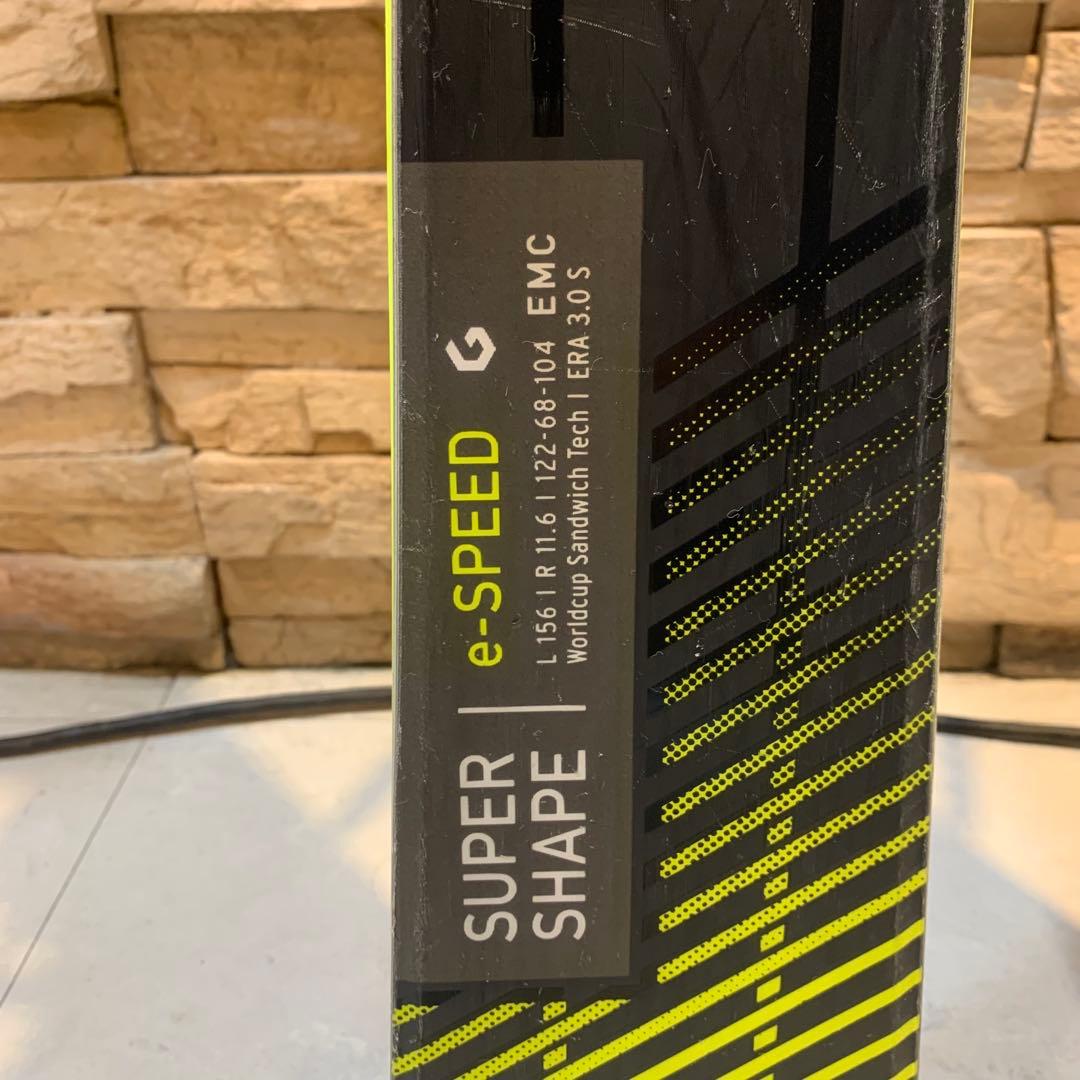 SUPER
SHAPE
e-SPEED
L 156 I R 11.6 I 122-68-104 EMC
Worldcup Sandwich Tech I ERA 3.0 S